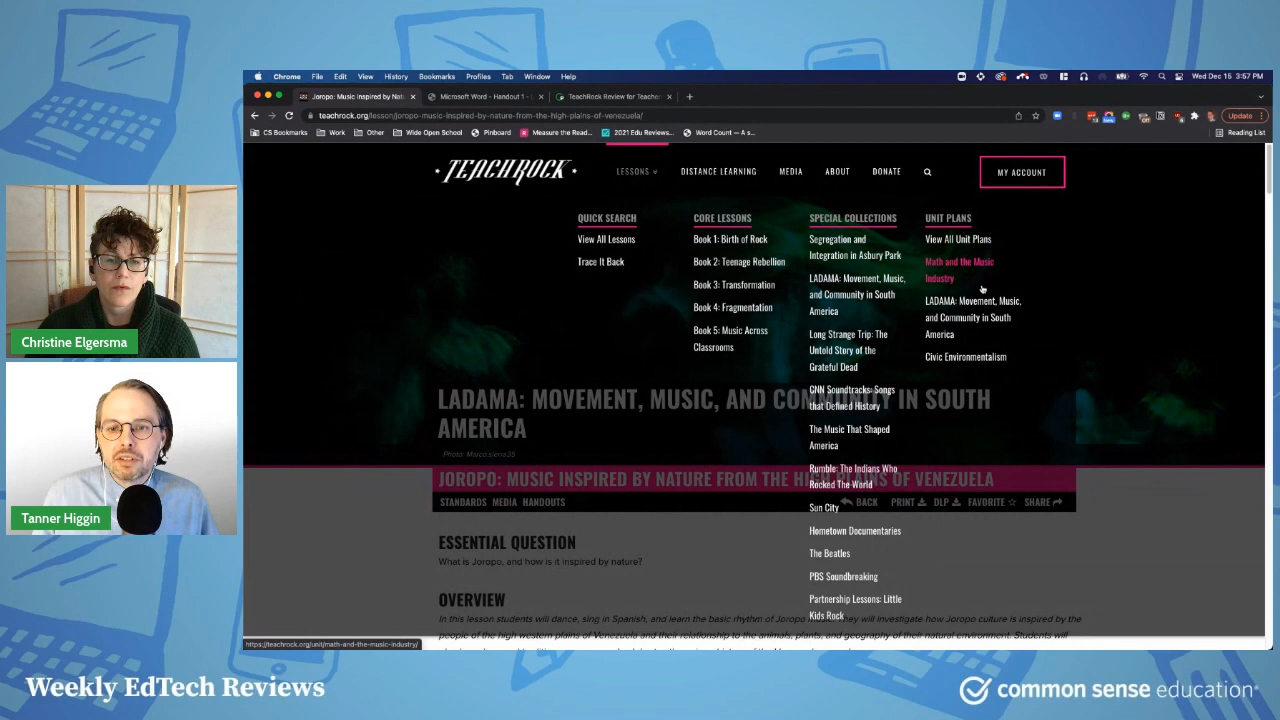 Chrome File Edit View History Bookmarks Profiles Tab Window Help
Wed Dec 15 3:57 PM
Joropo: Music Inspired by Natu
Microsoft Word - Handout 1 -
TeachRock Review for Teacher
teachrock.org/lesson/joropo-music-inspired-by-nature-from-the-high-plains-of-venezuela/
Update
CS Bookmarks
Work
Other
Wide Open School
Pinboard
Measure the Read...
2021 Edu Reviews...
Word Count — A s...
Reading List
TEACHROCK
LESSONS
DISTANCE LEARNING
MEDIA
ABOUT
DONATE
MY ACCOUNT
QUICK SEARCH
View All Lessons
Trace It Back
CORE LESSONS
Book 1: Birth of Rock
Book 2: Teenage Rebellion
Book 3: Transformation
Book 4: Fragmentation
Book 5: Music Across
Classrooms
SPECIAL COLLECTIONS
Segregation and
Integration in Asbury Park
LADAMA: Movement, Music,
and Community in South
America
Long Strange Trip: The
Untold Story of the
Grateful Dead
CNN Soundtracks: Songs
that Defined History
The Music That Shaped
America
Rumble: The Indians Who
Rocked The World
Sun City
Hometown Documentaries
The Beatles
PBS Soundbreaking
Partnership Lessons: Little
Kids Rock
UNIT PLANS
View All Unit Plans
Math and the Music
Industry
LADAMA: Movement, Music,
and Community in South
America
Civic Environmentalism
LADAMA: MOVEMENT, MUSIC, AND COMMUNITY IN SOUTH
AMERICA
Photo: Marco.sierra35
JOROPO: MUSIC INSPIRED BY NATURE FROM THE HIGH PLAINS OF VENEZUELA
STANDARDS MEDIA HANDOUTS
BACK PRINT DLP FAVORITE SHARE
ESSENTIAL QUESTION
What is Joropo, and how is it inspired by nature?
OVERVIEW
In this lesson students will dance, sing in Spanish, and learn the basic rhythm of Joropo they will investigate how Joropo culture is inspired by the
people of the high western plains of Venezuela and their relationship to the animals, plants, and geography of their natural environment. Students will
https://teachrock.org/unit/math-and-the-music-industry/
Christine Elgersma
Tanner Higgin
Weekly EdTech Reviews
common sense education